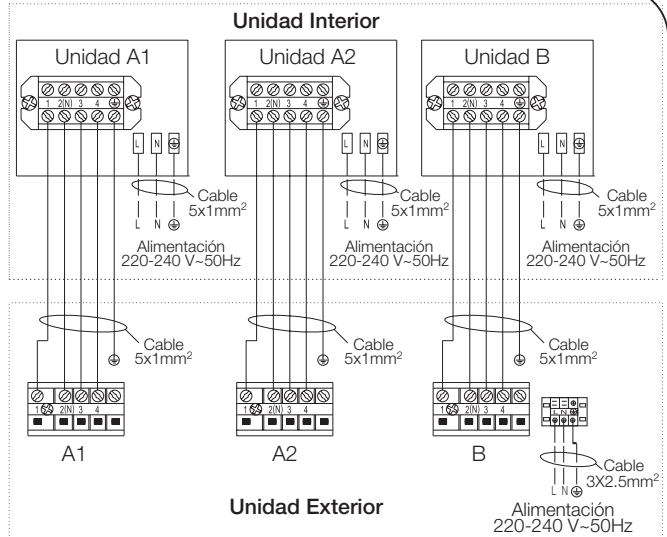 Unidad Interior
Unidad A1
Unidad A2
Unidad B
1 2(N) 3 4
1 2(N) 3 4
1 2(N) 3 4
L N
L N
L N
Cable
5x1mm²
Cable
5x1mm²
Cable
5x1mm²
L N
L N
L N
Alimentación
220-240 V~50Hz
Alimentación
220-240 V~50Hz
Alimentación
220-240 V~50Hz
Cable
5x1mm²
Cable
5x1mm²
Cable
5x1mm²
1 2(N) 3 4
1 2(N) 3 4
1 2(N) 3 4
L N
A1
A2
B
Cable
3X2.5mm²
L N
Unidad Exterior
Alimentación
220-240 V~50Hz